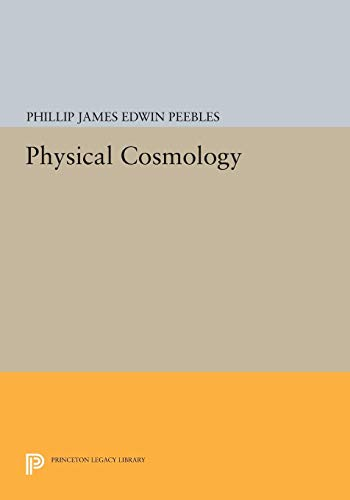 PHILLIP JAMES EDWIN PEEBLES
Physical Cosmology
PRINCETON LEGACY LIBRARY